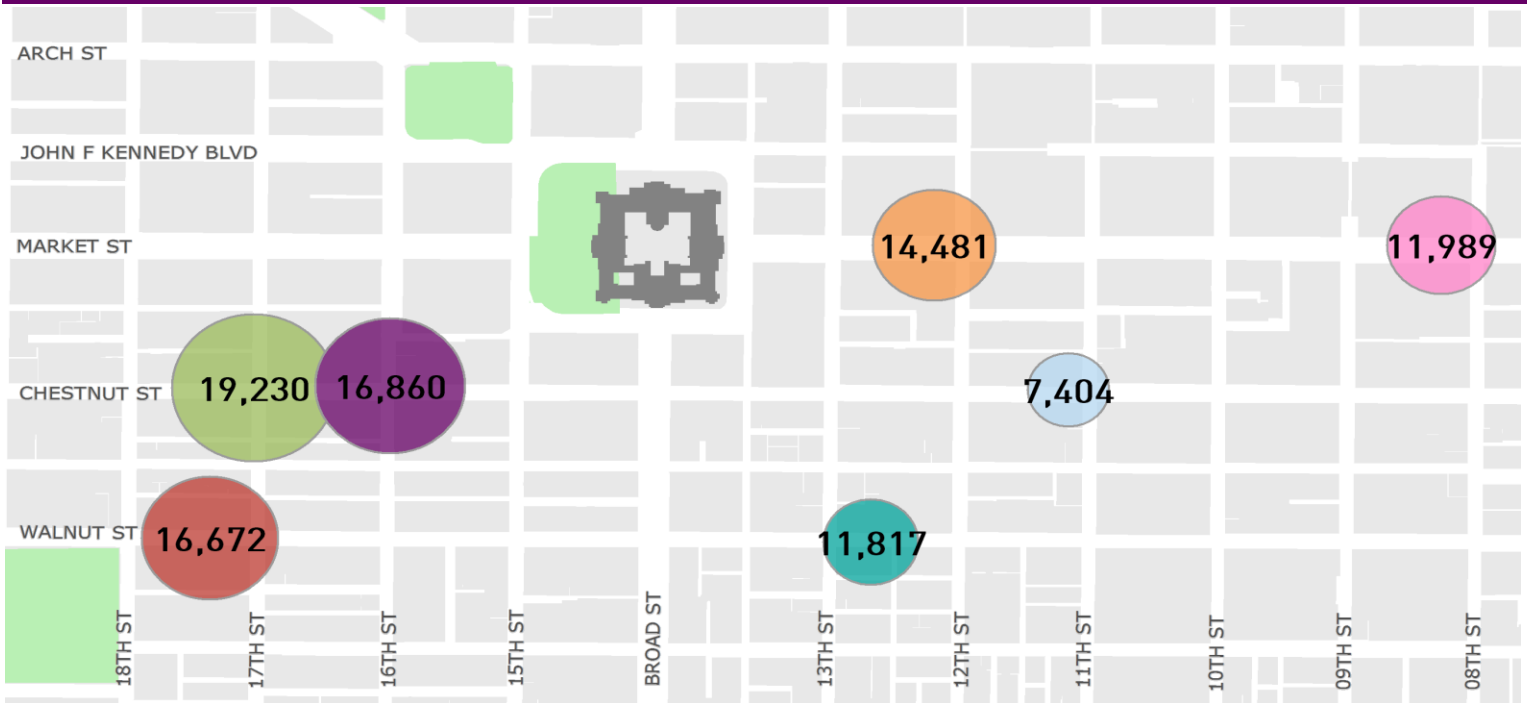 ARCH ST
JOHN F KENNEDY BLVD
MARKET ST
14,481
11,989
CHESTNUT ST
19,230
16,860
7,404
WALNUT ST
16,672
11,817
18TH ST
17TH ST
16TH ST
15TH ST
BROAD ST
13TH ST
12TH ST
11TH ST
10TH ST
09TH ST
08TH ST